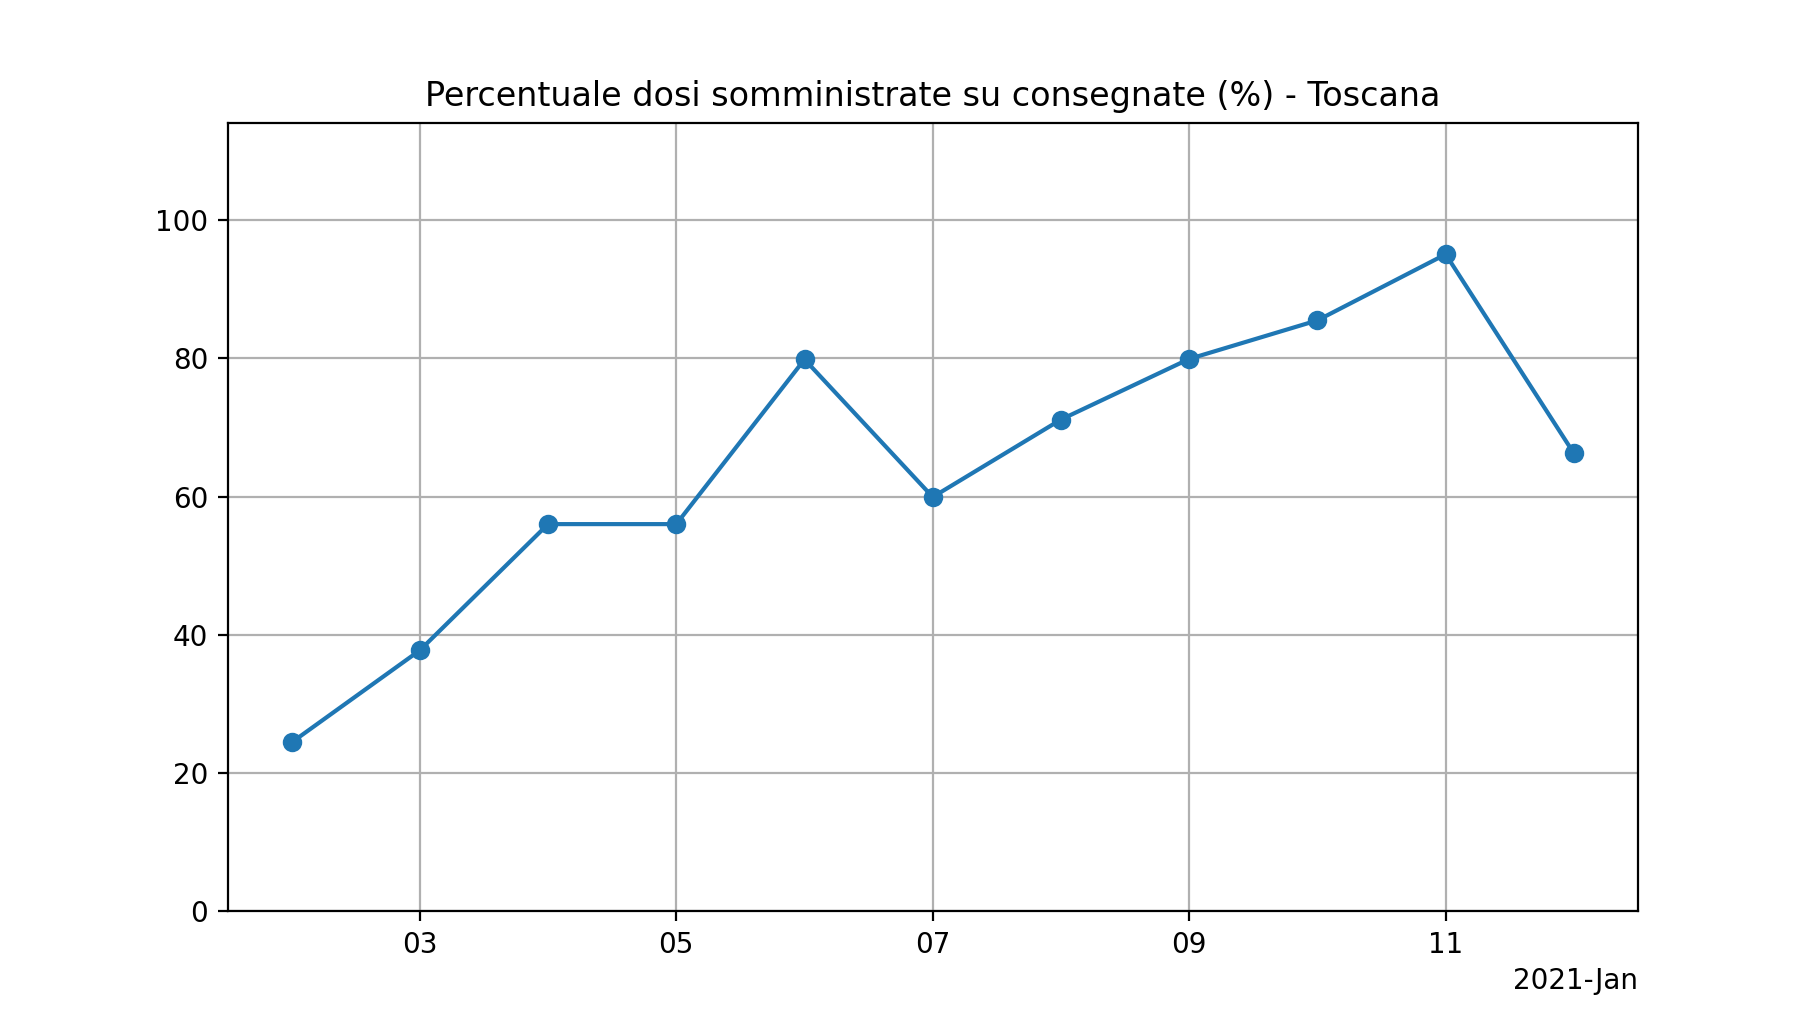 Percentuale dosi somministrate su consegnate (%) - Toscana
100
80
60
40
20
0
03 05 07 09 11
2021-Jan